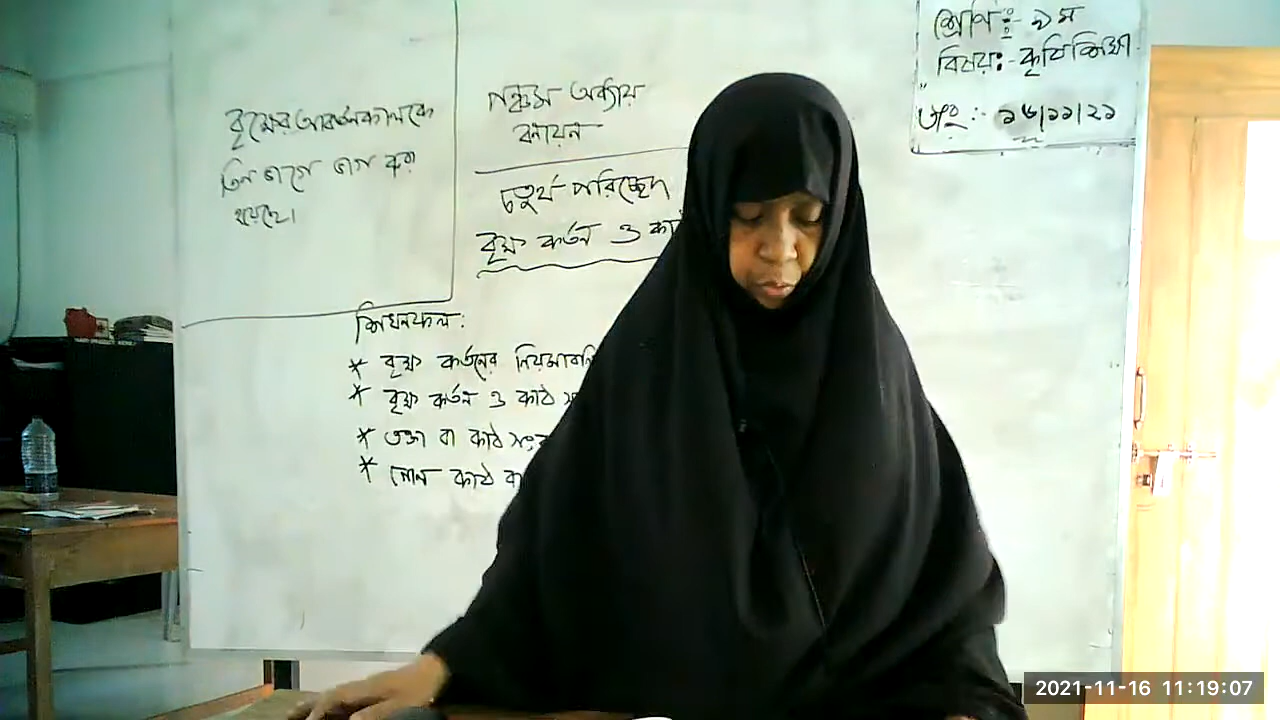 বৃক্ষের আবর্তনকালকে
তিন ভাগে ভাগ করা
হয়েছে।
পঞ্চম অধ্যায়
বনায়ন
চতুর্থ পরিচ্ছেদ
বৃক্ষ কর্তন ও
শ্রেণি:- ৯ম
বিষয়:- কৃষিশিক্ষা
তাং:- ১৬/১১/২১
শিখনফল:
* বৃক্ষ কর্তনের
* বৃক্ষ কর্তন ও কাঠ
* তক্তা বা কাঠ
* গোল কাঠ
2021-11-16 11:19:07